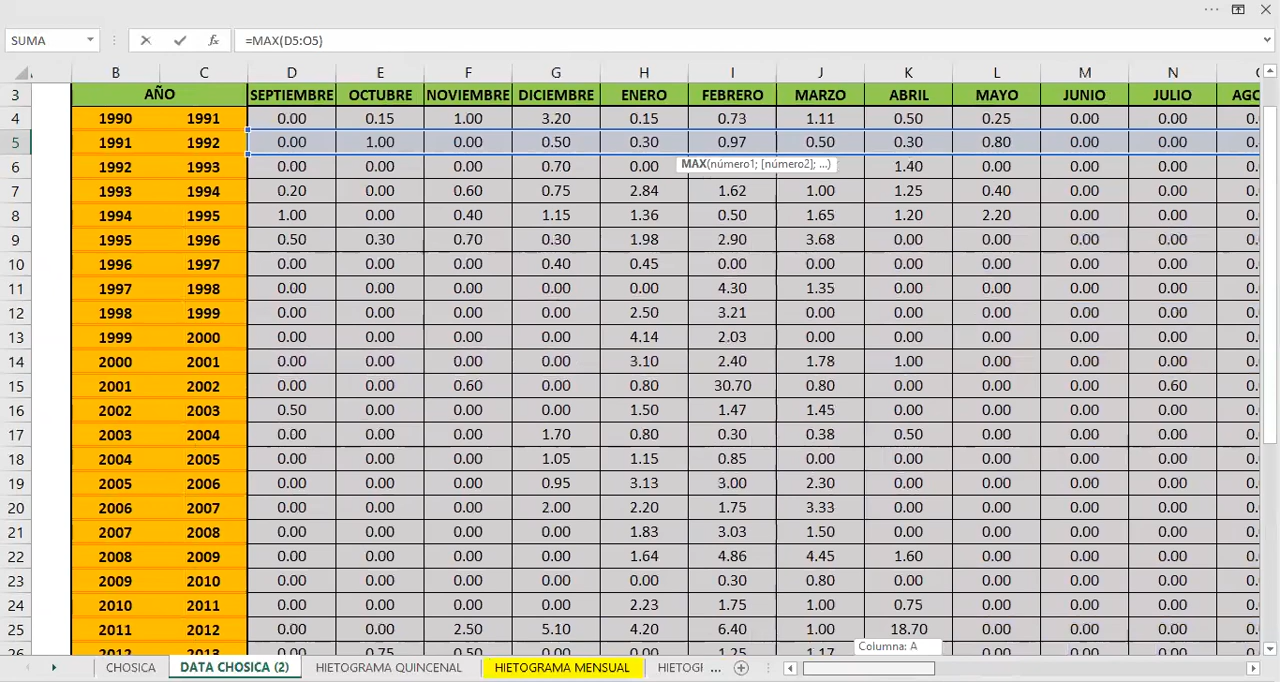 SUMA =MAX(D5:O5)
B C D E F G H I J K L M N
3 AÑO SEPTIEMBRE OCTUBRE NOVIEMBRE DICIEMBRE ENERO FEBRERO MARZO ABRIL MAYO JUNIO JULIO AGO
4 1990 1991 0.00 0.15 1.00 3.20 0.15 0.73 1.11 0.50 0.25 0.00 0.00 0.
5 1991 1992 0.00 1.00 0.00 0.50 0.30 0.97 0.50 0.30 0.80 0.00 0.00 0.
MAX(número1; [número2]; ...)
6 1992 1993 0.00 0.00 0.00 0.70 0.00 1.40 0.00 0.00 0.00 0.
7 1993 1994 0.20 0.00 0.60 0.75 2.84 1.62 1.00 1.25 0.40 0.00 0.00 0.
8 1994 1995 1.00 0.00 0.40 1.15 1.36 0.50 1.65 1.20 2.20 0.00 0.00 0.
9 1995 1996 0.50 0.30 0.70 0.30 1.98 2.90 3.68 0.00 0.00 0.00 0.00 0.
10 1996 1997 0.00 0.00 0.00 0.40 0.45 0.00 0.00 0.00 0.00 0.00 0.00 0.
11 1997 1998 0.00 0.00 0.00 0.00 0.00 4.30 1.35 0.00 0.00 0.00 0.00 0.
12 1998 1999 0.00 0.00 0.00 0.00 2.50 3.21 0.00 0.00 0.00 0.00 0.00 0.
13 1999 2000 0.00 0.00 0.00 0.00 4.14 2.03 0.00 0.00 0.00 0.00 0.00 0.
14 2000 2001 0.00 0.00 0.00 0.00 3.10 2.40 1.78 1.00 0.00 0.00 0.00 0.
15 2001 2002 0.00 0.00 0.60 0.00 0.80 30.70 0.80 0.00 0.00 0.00 0.60 0.
16 2002 2003 0.50 0.00 0.00 0.00 1.50 1.47 1.45 0.00 0.00 0.00 0.00 0.
17 2003 2004 0.00 0.00 0.00 1.70 0.80 0.30 0.38 0.50 0.00 0.00 0.00 0.
18 2004 2005 0.00 0.00 0.00 1.05 1.15 0.85 0.00 0.00 0.00 0.00 0.00 0.
19 2005 2006 0.00 0.00 0.00 0.95 3.13 3.00 2.30 0.00 0.00 0.00 0.00 0.
20 2006 2007 0.00 0.00 0.00 2.00 2.20 1.75 3.33 0.00 0.00 0.00 0.00 0.
21 2007 2008 0.00 0.00 0.00 0.00 1.83 3.03 1.50 0.00 0.00 0.00 0.00 0.
22 2008 2009 0.00 0.00 0.00 0.00 1.64 4.86 4.45 1.60 0.00 0.00 0.00 0.
23 2009 2010 0.00 0.00 0.00 0.00 0.00 0.30 0.80 0.00 0.00 0.00 0.00 0.
24 2010 2011 0.00 0.00 0.00 0.00 2.23 1.75 1.00 0.75 0.00 0.00 0.00 0.
25 2011 2012 0.00 0.00 2.50 5.10 4.20 6.40 1.00 18.70 0.00 0.00 0.00 0.
Columna: A
CHOSICA DATA CHOSICA (2) HIETOGRAMA QUINCENAL HIETOGRAMA MENSUAL HIETOGR ...